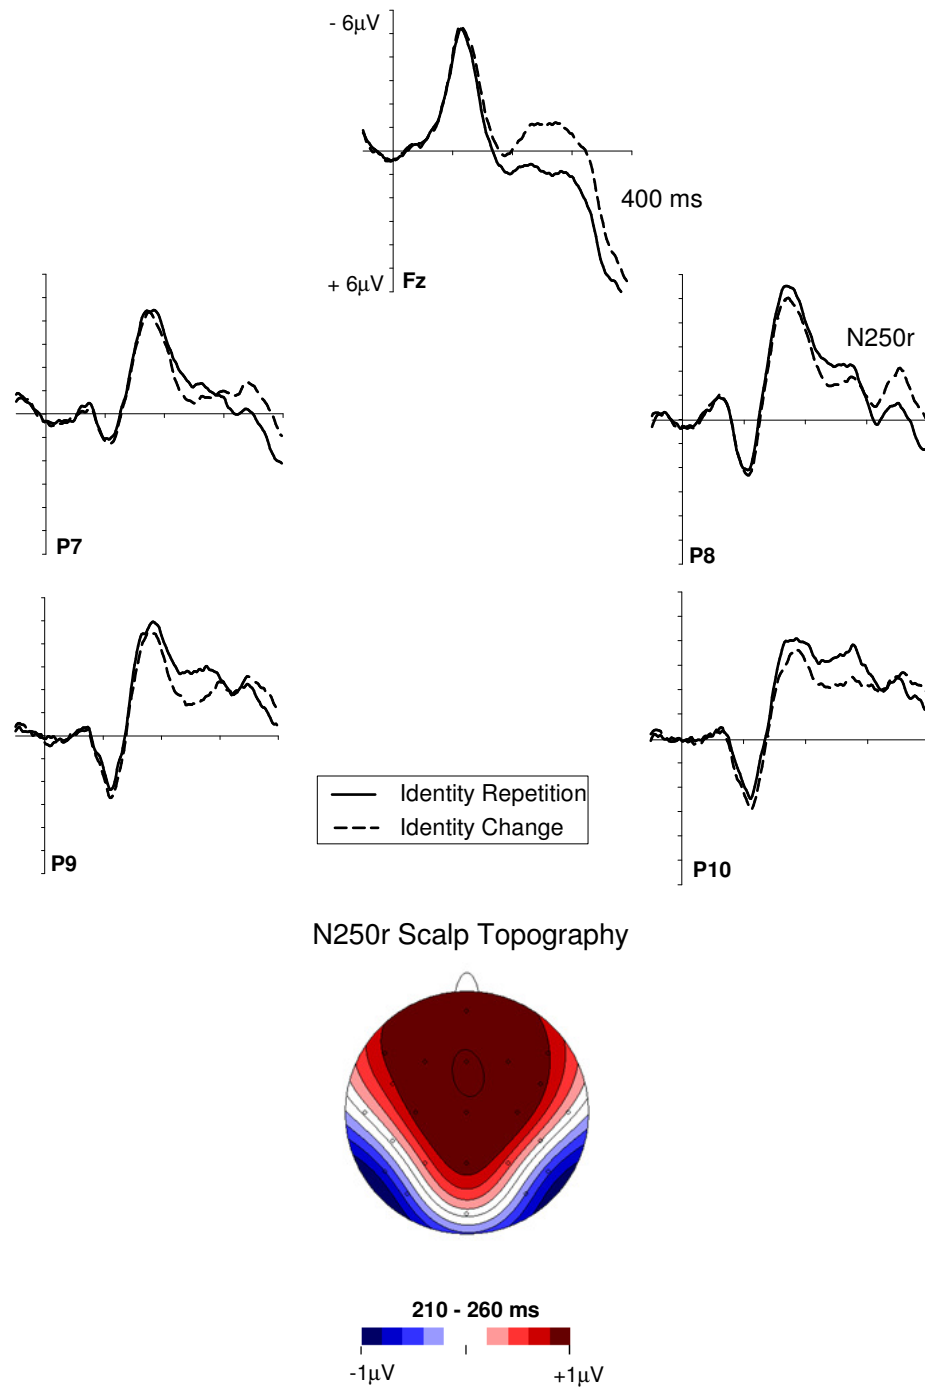 - 6µV
400 ms
+ 6µV Fz
N250r
P7
P8
Identity Repetition
Identity Change
P9
P10
N250r Scalp Topography
210 - 260 ms
-1µV
+1µV